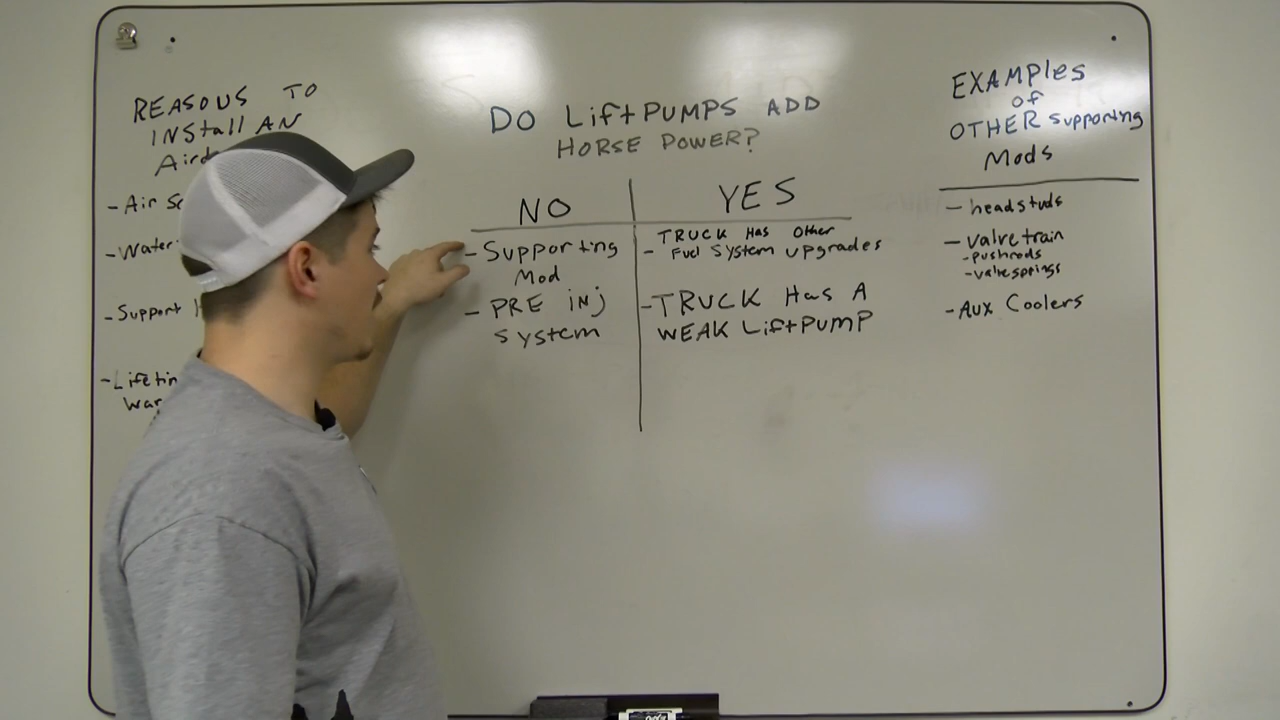 REASONS TO
INStall AN
- Air
- Water
- Support
- Lifetim
War
DO LiftPUMPS ADD
HORSE POWER?
NO
- Supporting
Mod
- PRE inj
System
YES
TRUCK Has Other
- Fuel System upgrades
- TRUCK Has A
WEAK LiftPUMP
EXAMPles
of
OTHER Supporting
Mods
- headstuds
- valvetrain
- pushrods
- valvesprings
- Aux Coolers